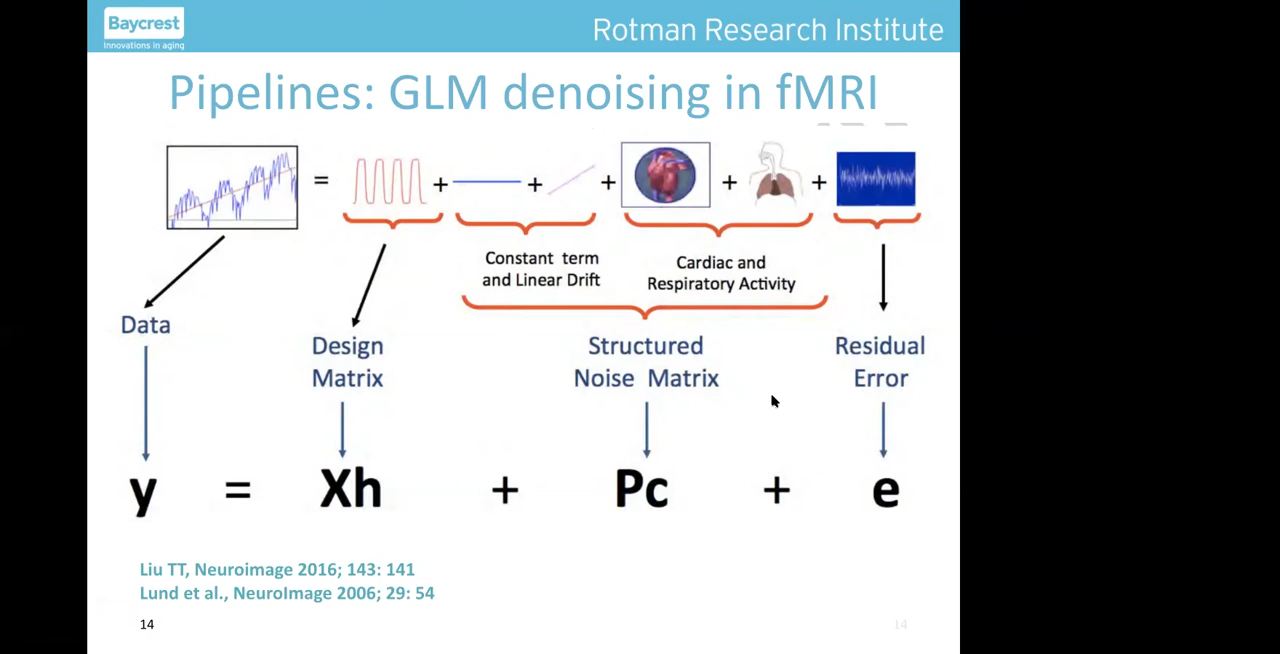 Baycrest
Innovations in aging
Rotman Research Institute
Pipelines: GLM denoising in fMRI
= + + + + +
Constant term
and Linear Drift
Cardiac and
Respiratory Activity
Data
Design
Matrix
Structured
Noise Matrix
Residual
Error
y = Xh + Pc + e
Liu TT, Neuroimage 2016; 143: 141
Lund et al., NeuroImage 2006; 29: 54
14
14